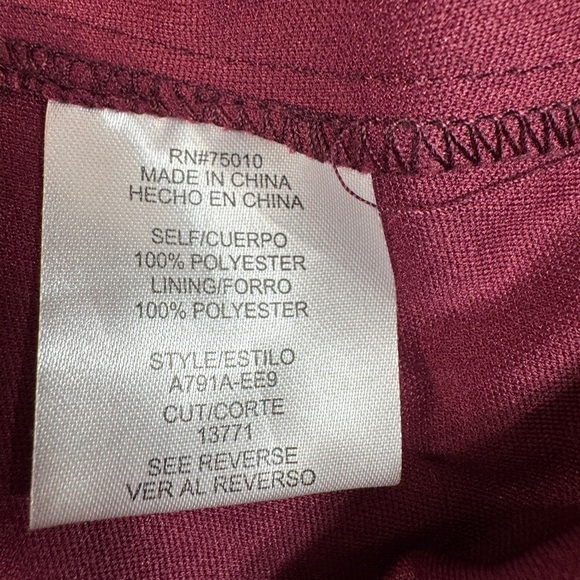 RN#75010
MADE IN CHINA
HECHO EN CHINA
SELF/CUERPO
100% POLYESTER
LINING/FORRO
100% POLYESTER
STYLE/ESTILO
A791A-EE9
CUT/CORTE
13771
SEE REVERSE
VER AL REVERSO